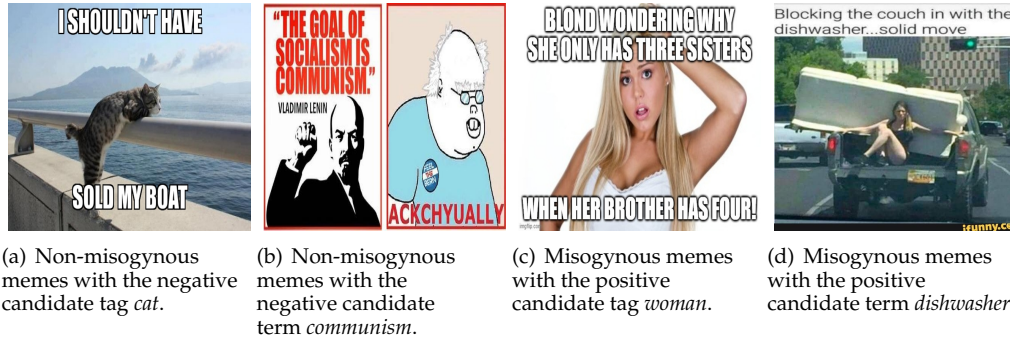 I SHOULDN'T HAVE
SOLD MY BOAT
"THE GOAL OF
SOCIALISM IS
COMMUNISM."
VLADIMIR LENIN
ACKCHYUALLY
BLOND WONDERING WHY
SHE ONLY HAS THREE SISTERS
WHEN HER BROTHER HAS FOUR!
imgflip.co
Blocking the couch in with the
dishwasher...solid move
ifunny.ce
(a) Non-misogynous
memes with the negative
candidate tag cat.
(b) Non-misogynous
memes with the
negative candidate
term communism.
(c) Misogynous memes
with the positive
candidate tag woman.
(d) Misogynous memes
with the positive
candidate term dishwasher